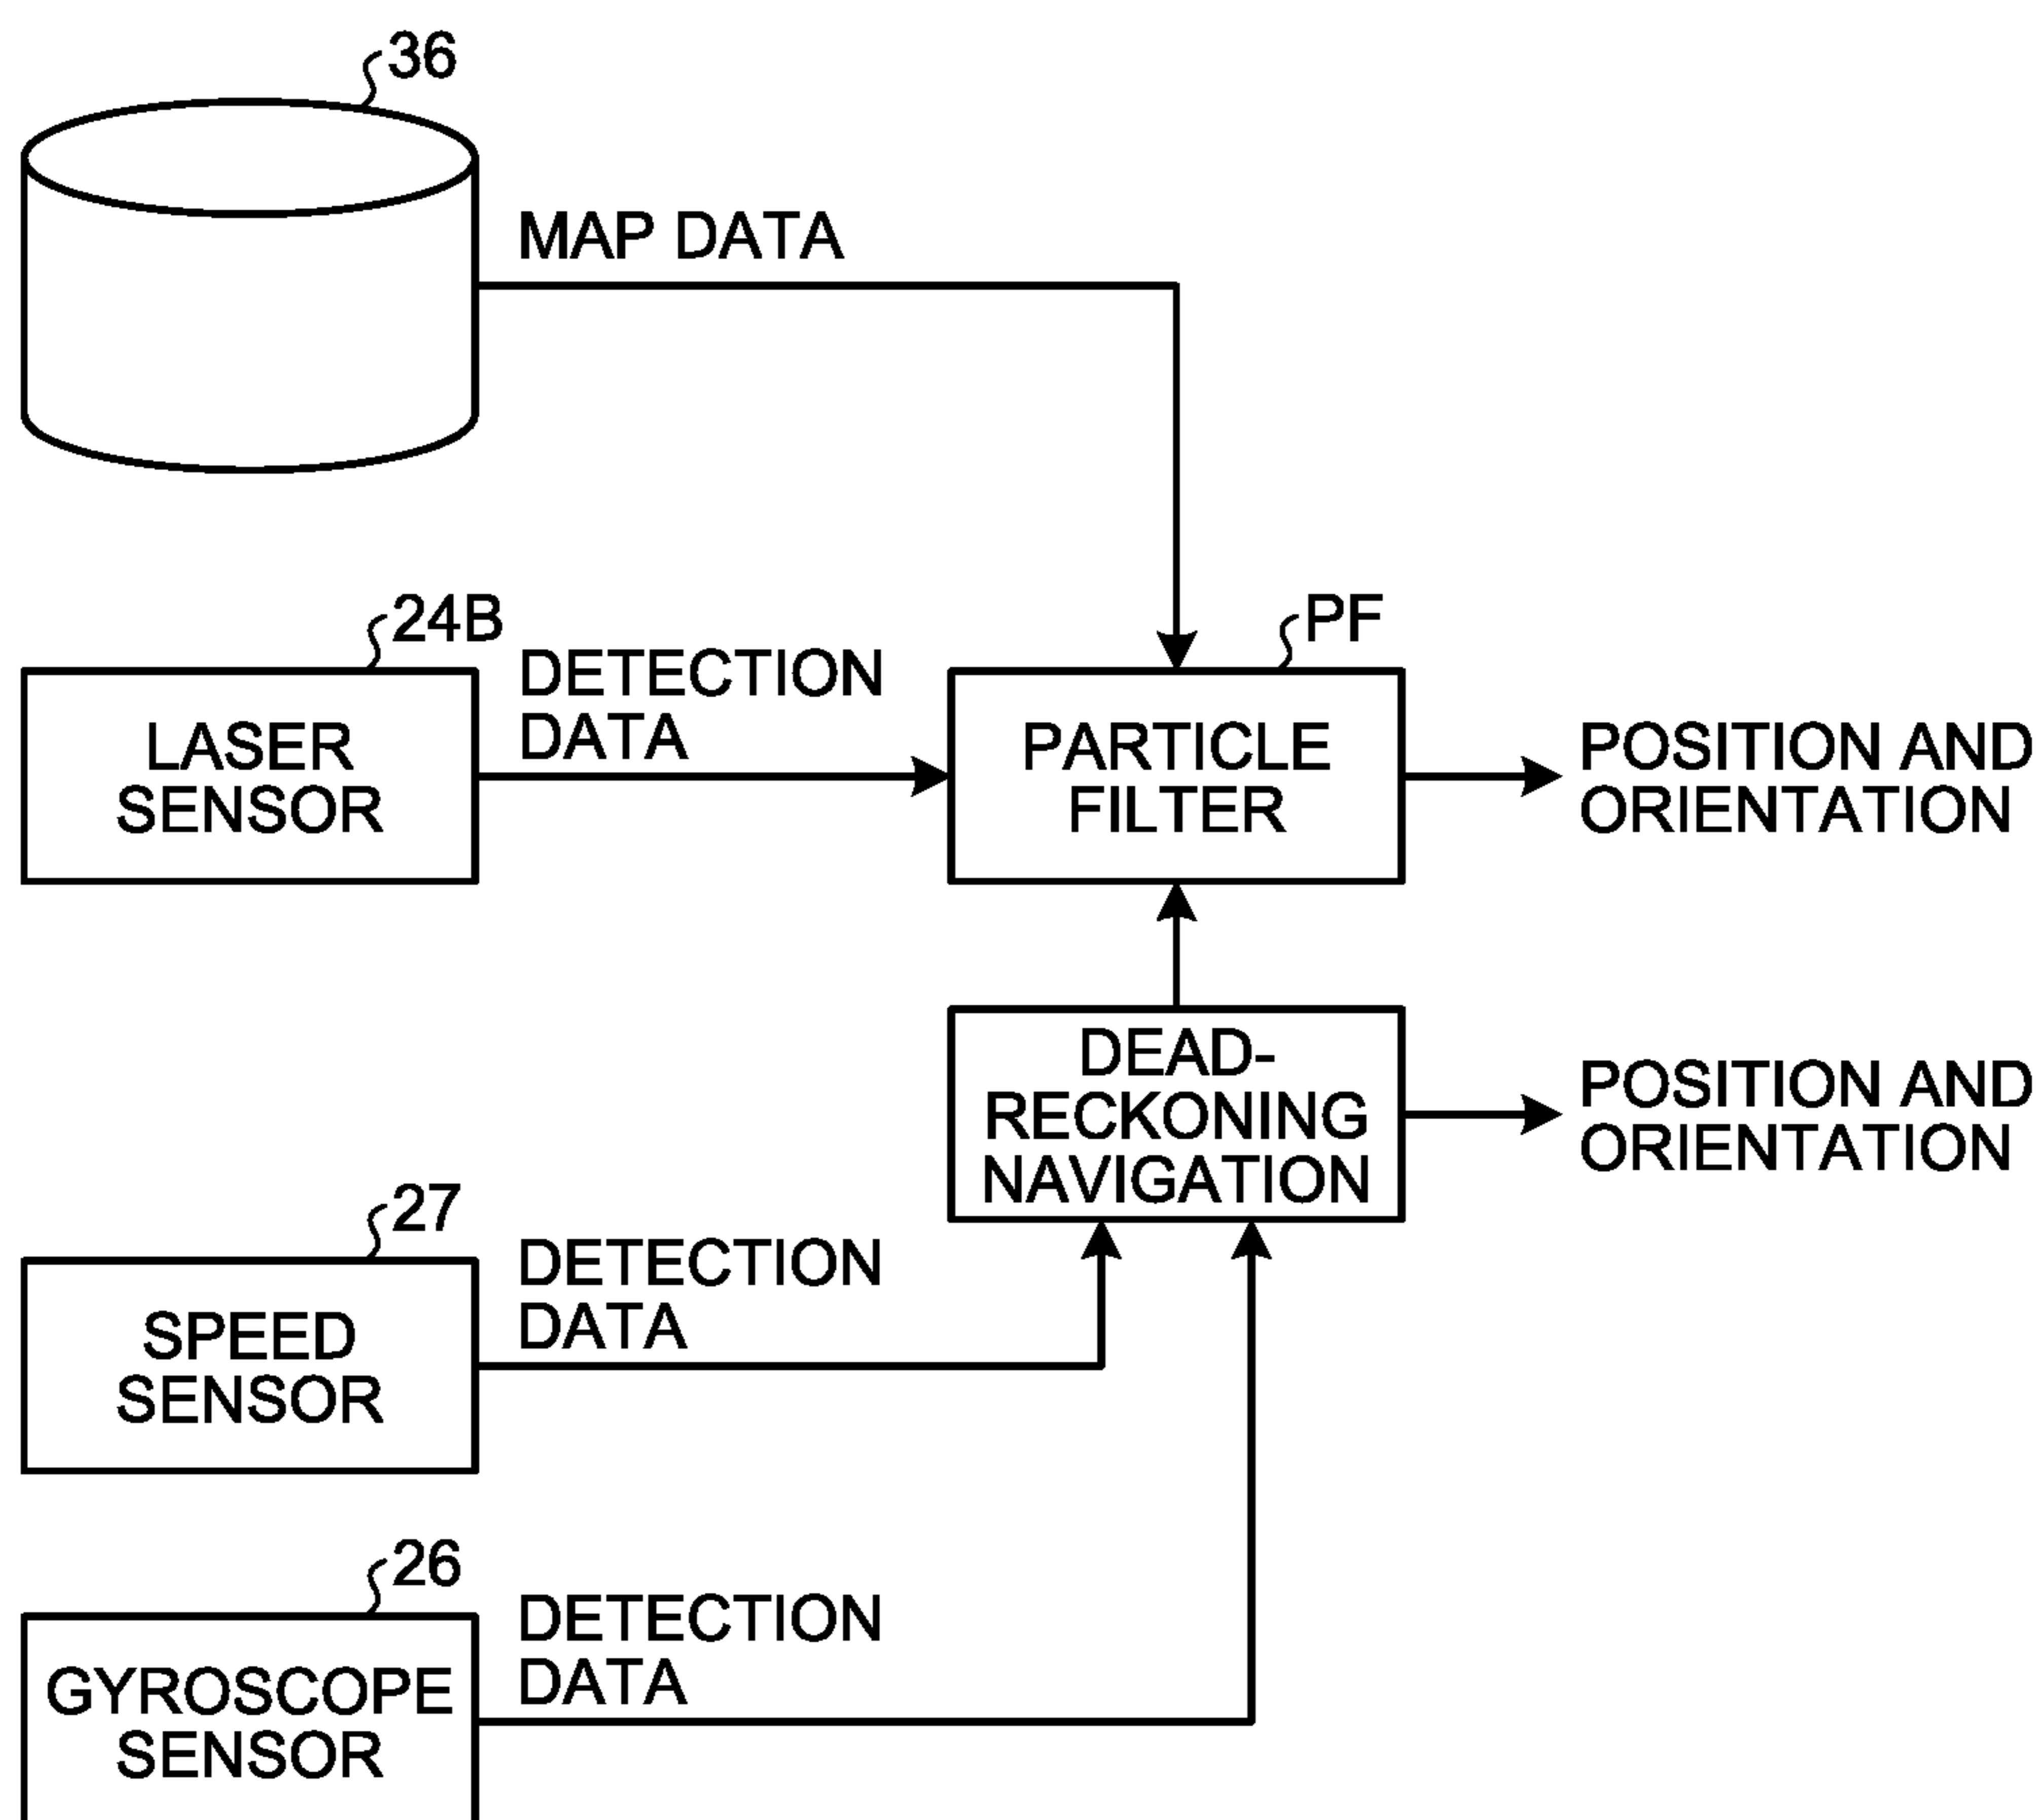 36
MAP DATA
24B
DETECTION
DATA
PF
LASER
SENSOR
PARTICLE
FILTER
POSITION AND
ORIENTATION
DEAD-
RECKONING
NAVIGATION
POSITION AND
ORIENTATION
27
DETECTION
DATA
SPEED
SENSOR
26
DETECTION
DATA
GYROSCOPE
SENSOR